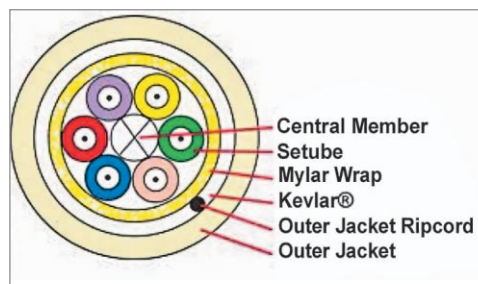 Central Member
Setube
Mylar Wrap
Kevlar®
Outer Jacket Ripcord
Outer Jacket